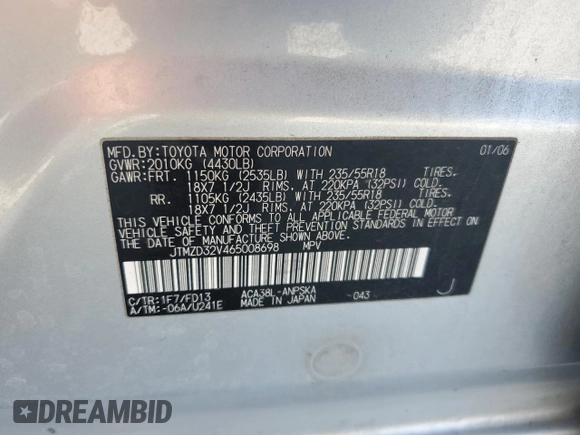 MFD.BY:TOYOTA MOTOR CORPORATION 01/06
GVWR:2010KG (4430LB)
GAWR:FRT. 1150KG (2535LB) WITH 235/55R18 TIRES.
18X7 1/2J RIMS. AT 220KPA (32PSI) COLD.
RR. 1105KG (2435LB) WITH 235/55R18 TIRES.
18X7 1/2J RIMS. AT 220KPA (32PSI) COLD.
THIS VEHICLE CONFORMS TO ALL APPLICABLE FEDERAL MOTOR
VEHICLE SAFETY AND THEFT PREVENTION STANDARDS IN EFFECT ON
THE DATE OF MANUFACTURE SHOWN ABOVE.
JTMZD32V465008698 MPV
C/TR:1F7/FD13 ACA38L-ANPSKA 043 J
A/TM:-06A/U241E MADE IN JAPAN
DREAMBID